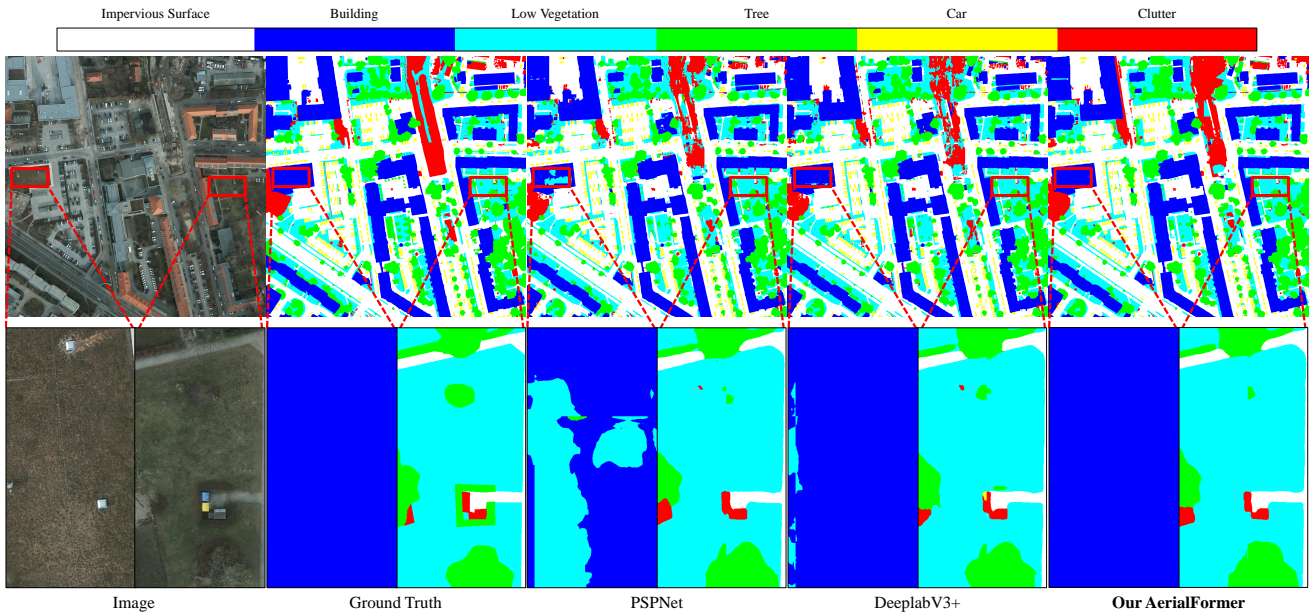 Impervious Surface Building Low Vegetation Tree Car Clutter
Image Ground Truth PSPNet DeeplabV3+ Our AerialFormer